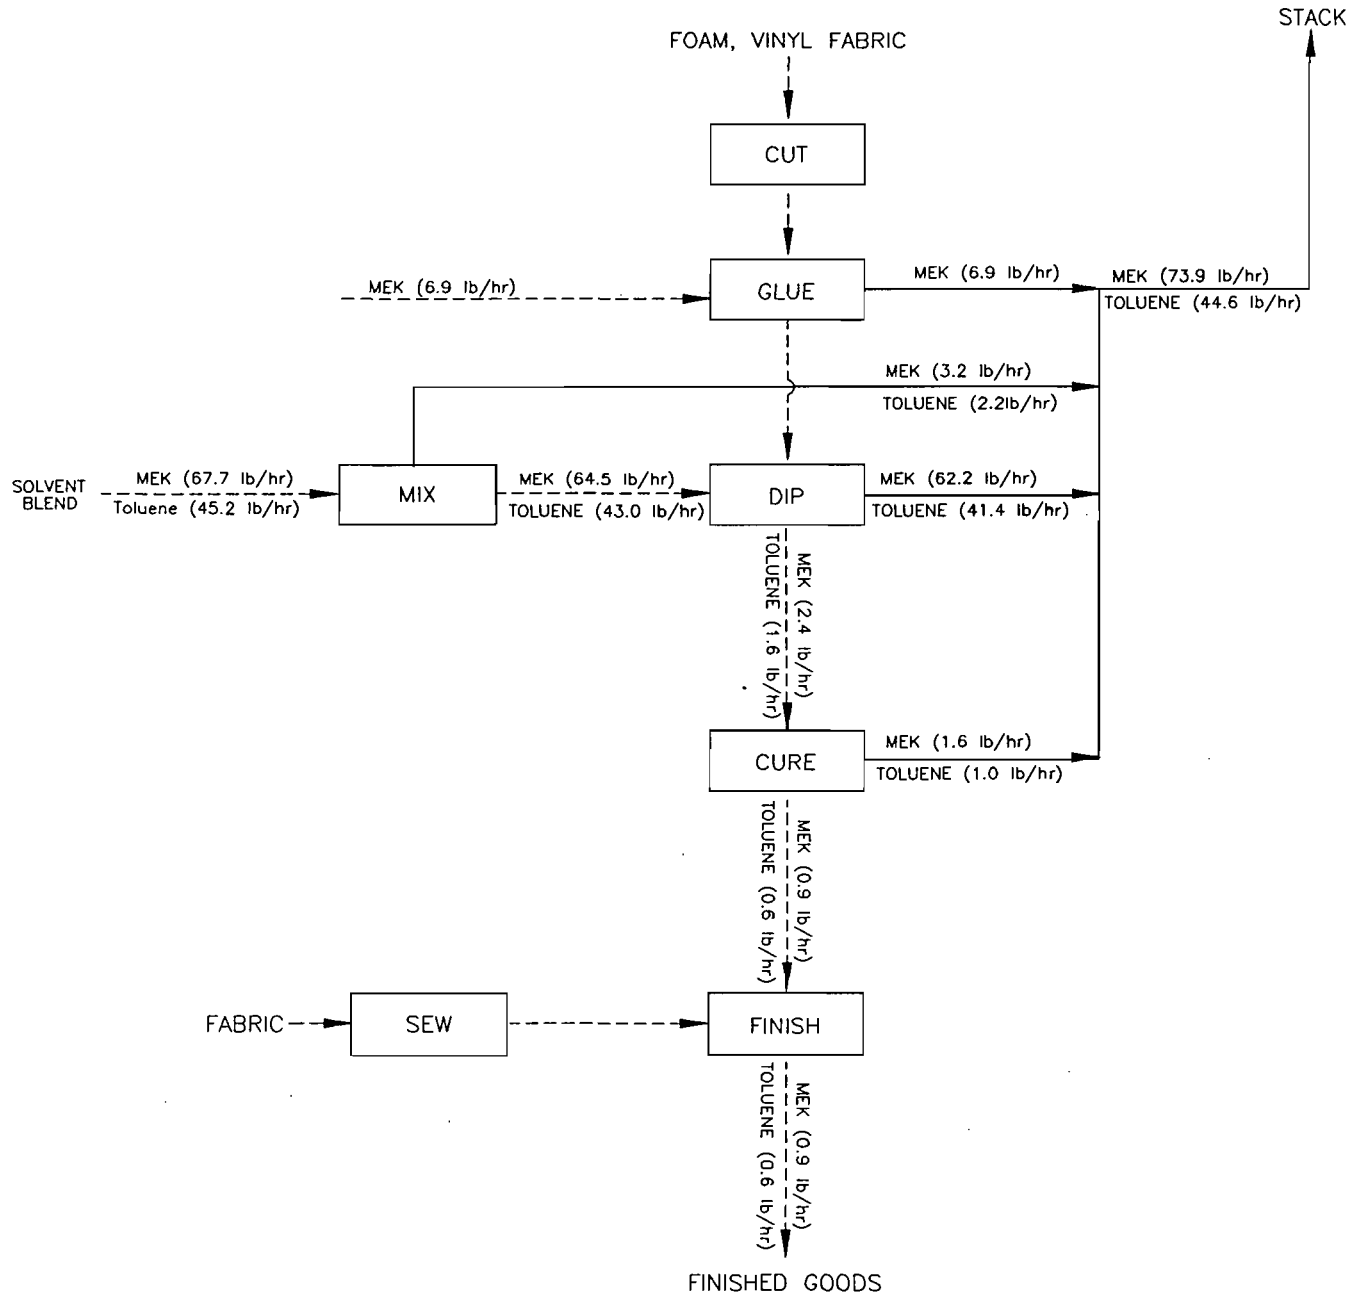 STACK
FOAM, VINYL FABRIC
CUT
MEK (6.9 lb/hr)
GLUE
MEK (6.9 lb/hr)
MEK (73.9 lb/hr)
TOLUENE (44.6 lb/hr)
MEK (3.2 lb/hr)
TOLUENE (2.2lb/hr)
SOLVENT
BLEND
MEK (67.7 lb/hr)
Toluene (45.2 lb/hr)
MIX
MEK (64.5 lb/hr)
TOLUENE (43.0 lb/hr)
DIP
MEK (62.2 lb/hr)
TOLUENE (41.4 lb/hr)
MEK (2.4 lb/hr)
TOLUENE (1.6 lb/hr)
CURE
MEK (1.6 lb/hr)
TOLUENE (1.0 lb/hr)
MEK (0.9 lb/hr)
TOLUENE (0.6 lb/hr)
FABRIC
SEW
FINISH
MEK (0.9 lb/hr)
TOLUENE (0.6 lb/hr)
FINISHED GOODS